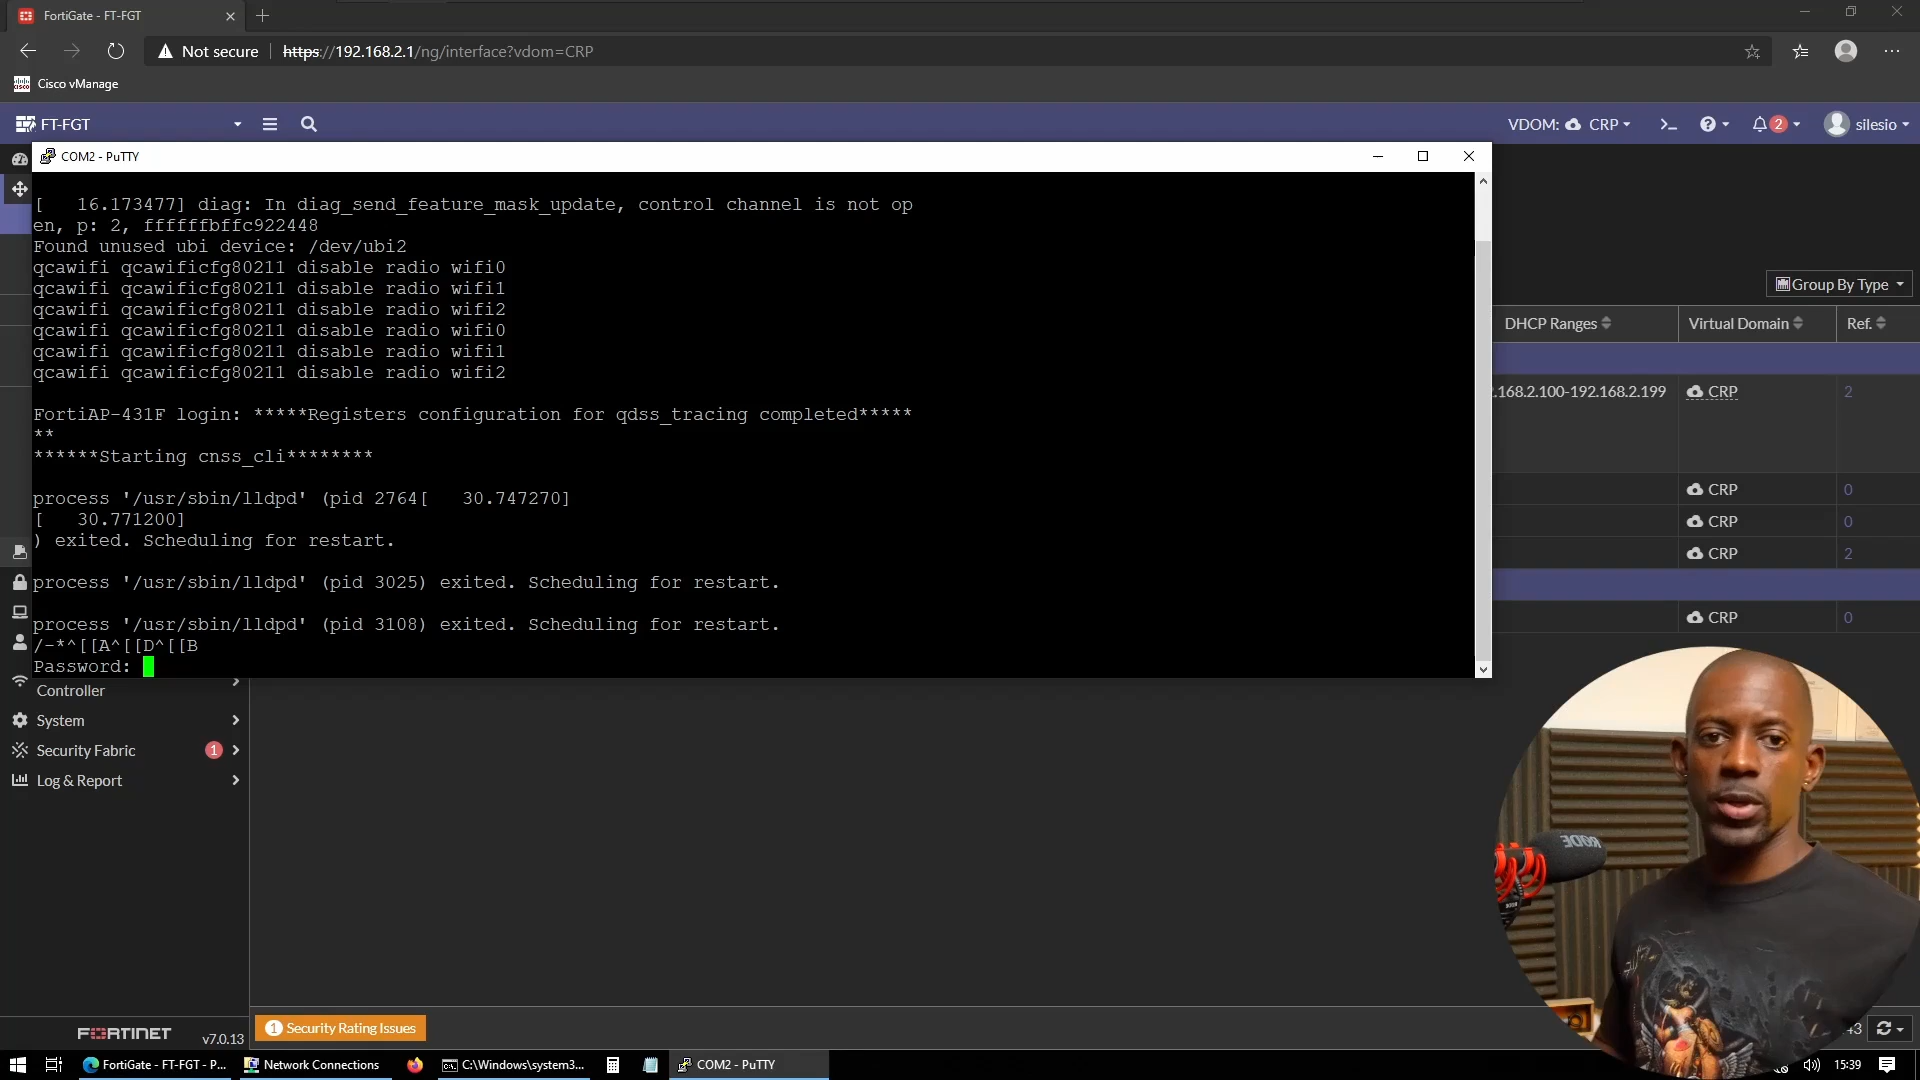 FortiGate - FT-FGT
Not secure
https://192.168.2.1/ng/interface?vdom=CRP
Cisco vManage
FT-FGT
VDOM: CRP
2
silesio
COM2 - PuTTY
[    16.173477] diag: In diag_send_feature_mask_update, control channel is not op
en, p: 2, ffffffbffc922448
Found unused ubi device: /dev/ubi2
qcawifi qcawificfg80211 disable radio wifi0
qcawifi qcawificfg80211 disable radio wifi1
qcawifi qcawificfg80211 disable radio wifi2
qcawifi qcawificfg80211 disable radio wifi0
qcawifi qcawificfg80211 disable radio wifi1
qcawifi qcawificfg80211 disable radio wifi2
FortiAP-431F login: *****Registers configuration for qdss_tracing completed*****
**
******Starting cnss_cli********
process '/usr/sbin/lldpd' (pid 2764[    30.747270]
[    30.771200]
) exited. Scheduling for restart.
process '/usr/sbin/lldpd' (pid 3025) exited. Scheduling for restart.
process '/usr/sbin/lldpd' (pid 3108) exited. Scheduling for restart.
/-*^[[A^[[D^[[B
Password:
Group By Type
DHCP Ranges
Virtual Domain
Ref.
.168.2.100-192.168.2.199
CRP
2
CRP
0
CRP
0
CRP
2
CRP
0
Controller
System
Security Fabric
1
Log & Report
RODE
FORTINET
v7.0.13
1 Security Rating Issues
FortiGate - FT-FGT - P...
Network Connections
C:\Windows\system3...
COM2 - PuTTY
15:39